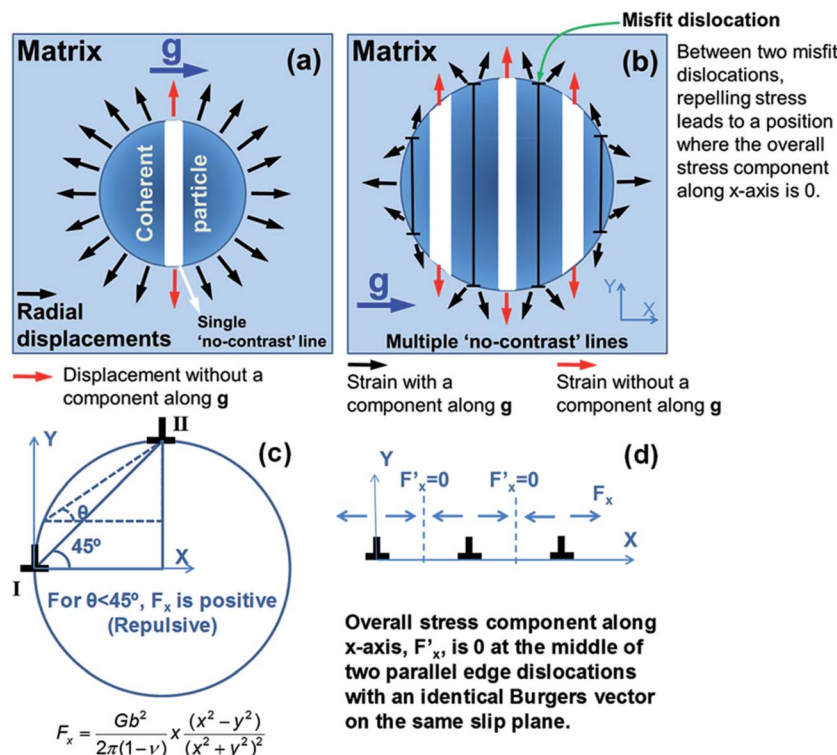 Matrix
g
(a)
Coherent
particle
Radial
displacements
Single
'no-contrast' line
Displacement without a
component along g
Matrix
(b)
g
Y
X
Multiple 'no-contrast' lines
Strain with a
component along g
Strain without a
component along g
Misfit dislocation
Between two misfit
dislocations,
repelling stress
leads to a position
where the overall
stress component
along x-axis is 0.
II
Y
(c)
θ
45º
X
I
For θ<45º, Fx is positive
(Repulsive)
Fx = Gb²/2π(1−ν) x (x²−y²)/(x²+y²)²
(d)
Y
F'x=0
F'x=0
Fx
X
Overall stress component along
x-axis, F'x, is 0 at the middle of
two parallel edge dislocations
with an identical Burgers vector
on the same slip plane.